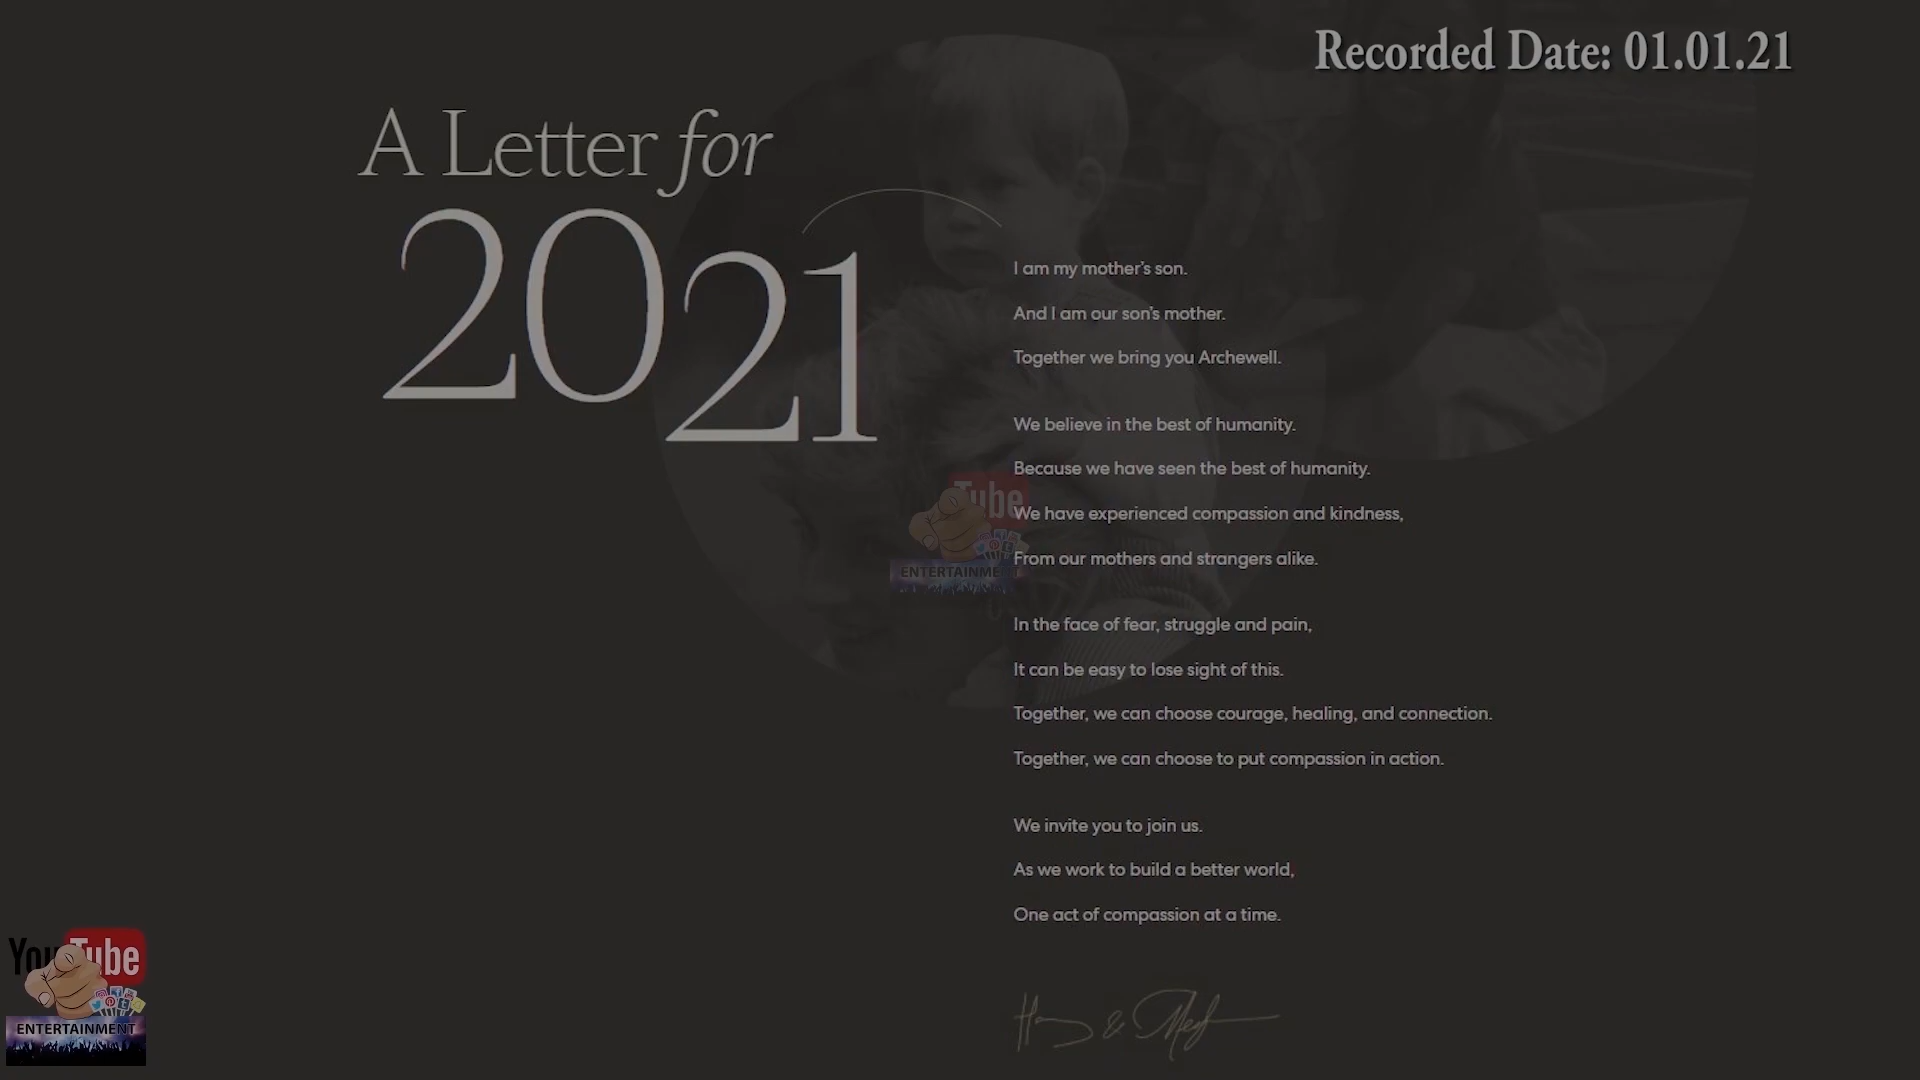 Recorded Date: 01.01.21
A Letter for
2021
I am my mother's son.
And I am our son's mother.
Together we bring you Archewell.
We believe in the best of humanity.
Because we have seen the best of humanity.
We have experienced compassion and kindness,
From our mothers and strangers alike.
In the face of fear, struggle and pain,
It can be easy to lose sight of this.
Together, we can choose courage, healing, and connection.
Together, we can choose to put compassion in action.
We invite you to join us.
As we work to build a better world,
One act of compassion at a time.
Tube
ENTERTAINMENT
YouTube
ENTERTAINMENT